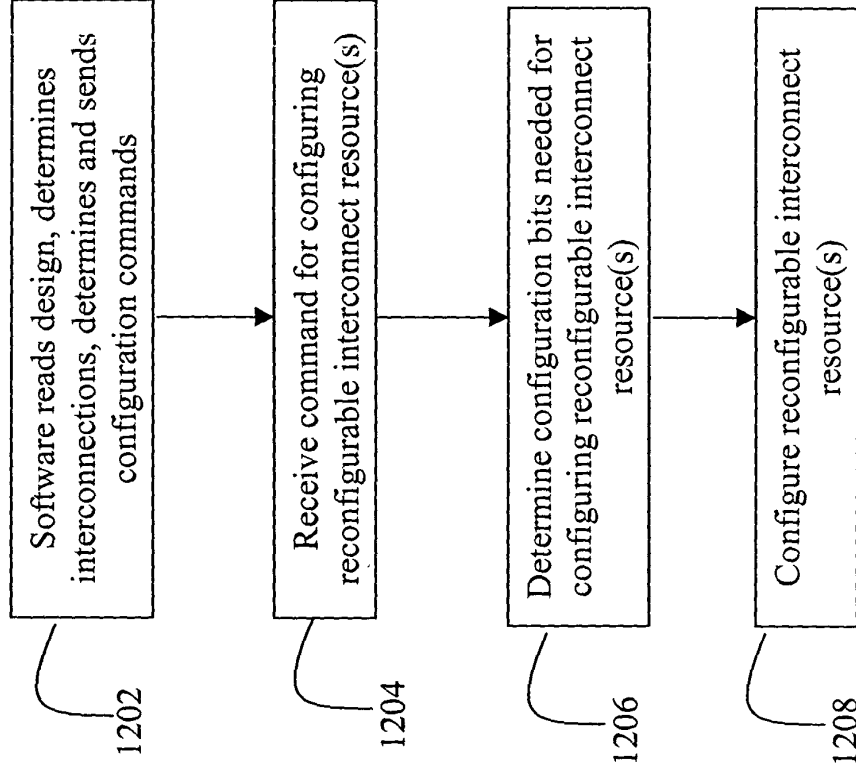 Software reads design, determines
interconnections, determines and sends
configuration commands
1202
Receive command for configuring
reconfigurable interconnect resource(s)
1204
Determine configuration bits needed for
configuring reconfigurable interconnect
resource(s)
1206
Configure reconfigurable interconnect
resource(s)
1208